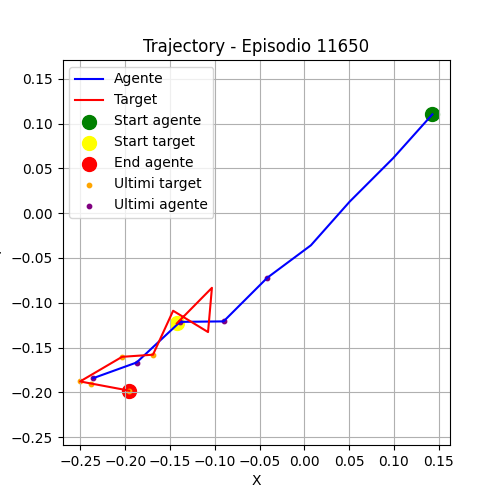 Trajectory - Episodio 11650
Agente
Target
Start agente
Start target
End agente
Ultimi target
Ultimi agente
0.15
0.10
0.05
0.00
−0.05
−0.10
−0.15
−0.20
−0.25
−0.25 −0.20 −0.15 −0.10 −0.05 0.00 0.05 0.10 0.15
X